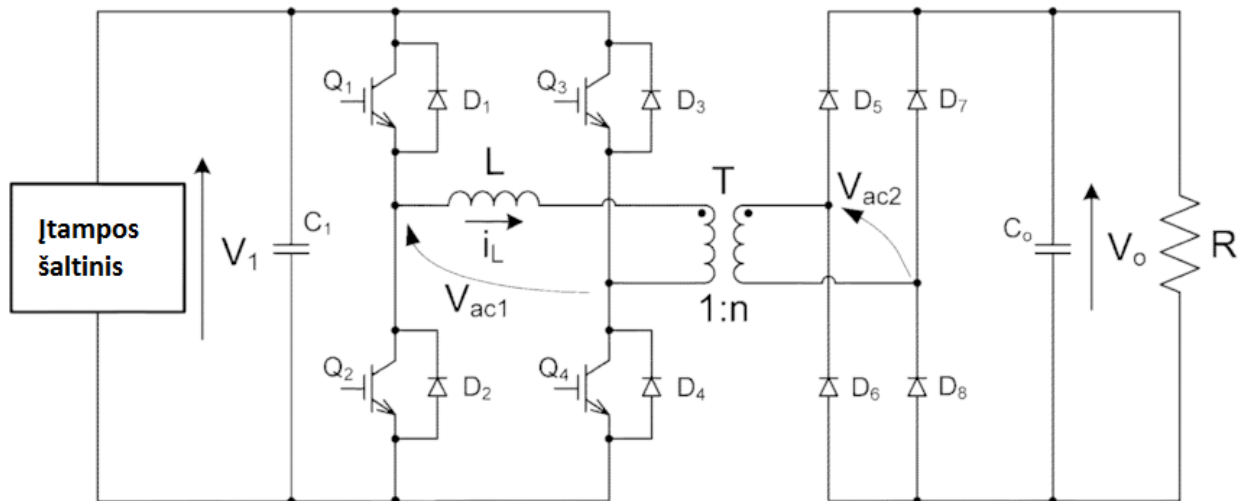 Įtampos
šaltinis
V1
C1
Q1
D1
Q3
D3
L
iL
Vac1
Q2
D2
Q4
D4
T
1:n
D5
D7
Vac2
D6
D8
Co
Vo
R